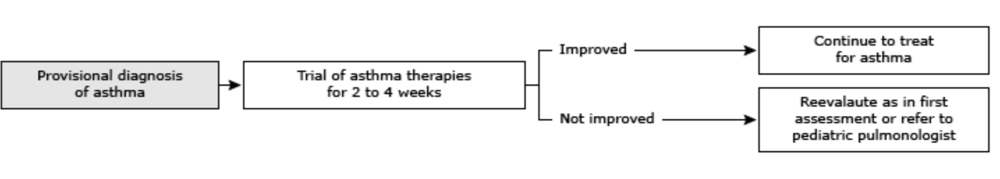 Provisional diagnosis
of asthma
Trial of asthma therapies
for 2 to 4 weeks
Improved
Continue to treat
for asthma
Not improved
Reevalaute as in first
assessment or refer to
pediatric pulmonologist